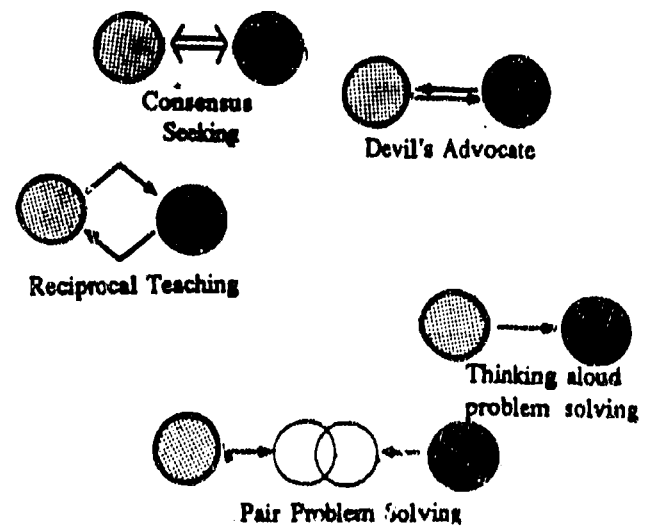 Consensus
Seeking
Devil's Advocate
Reciprocal Teaching
Thinking aloud
problem solving
Pair Problem Solving